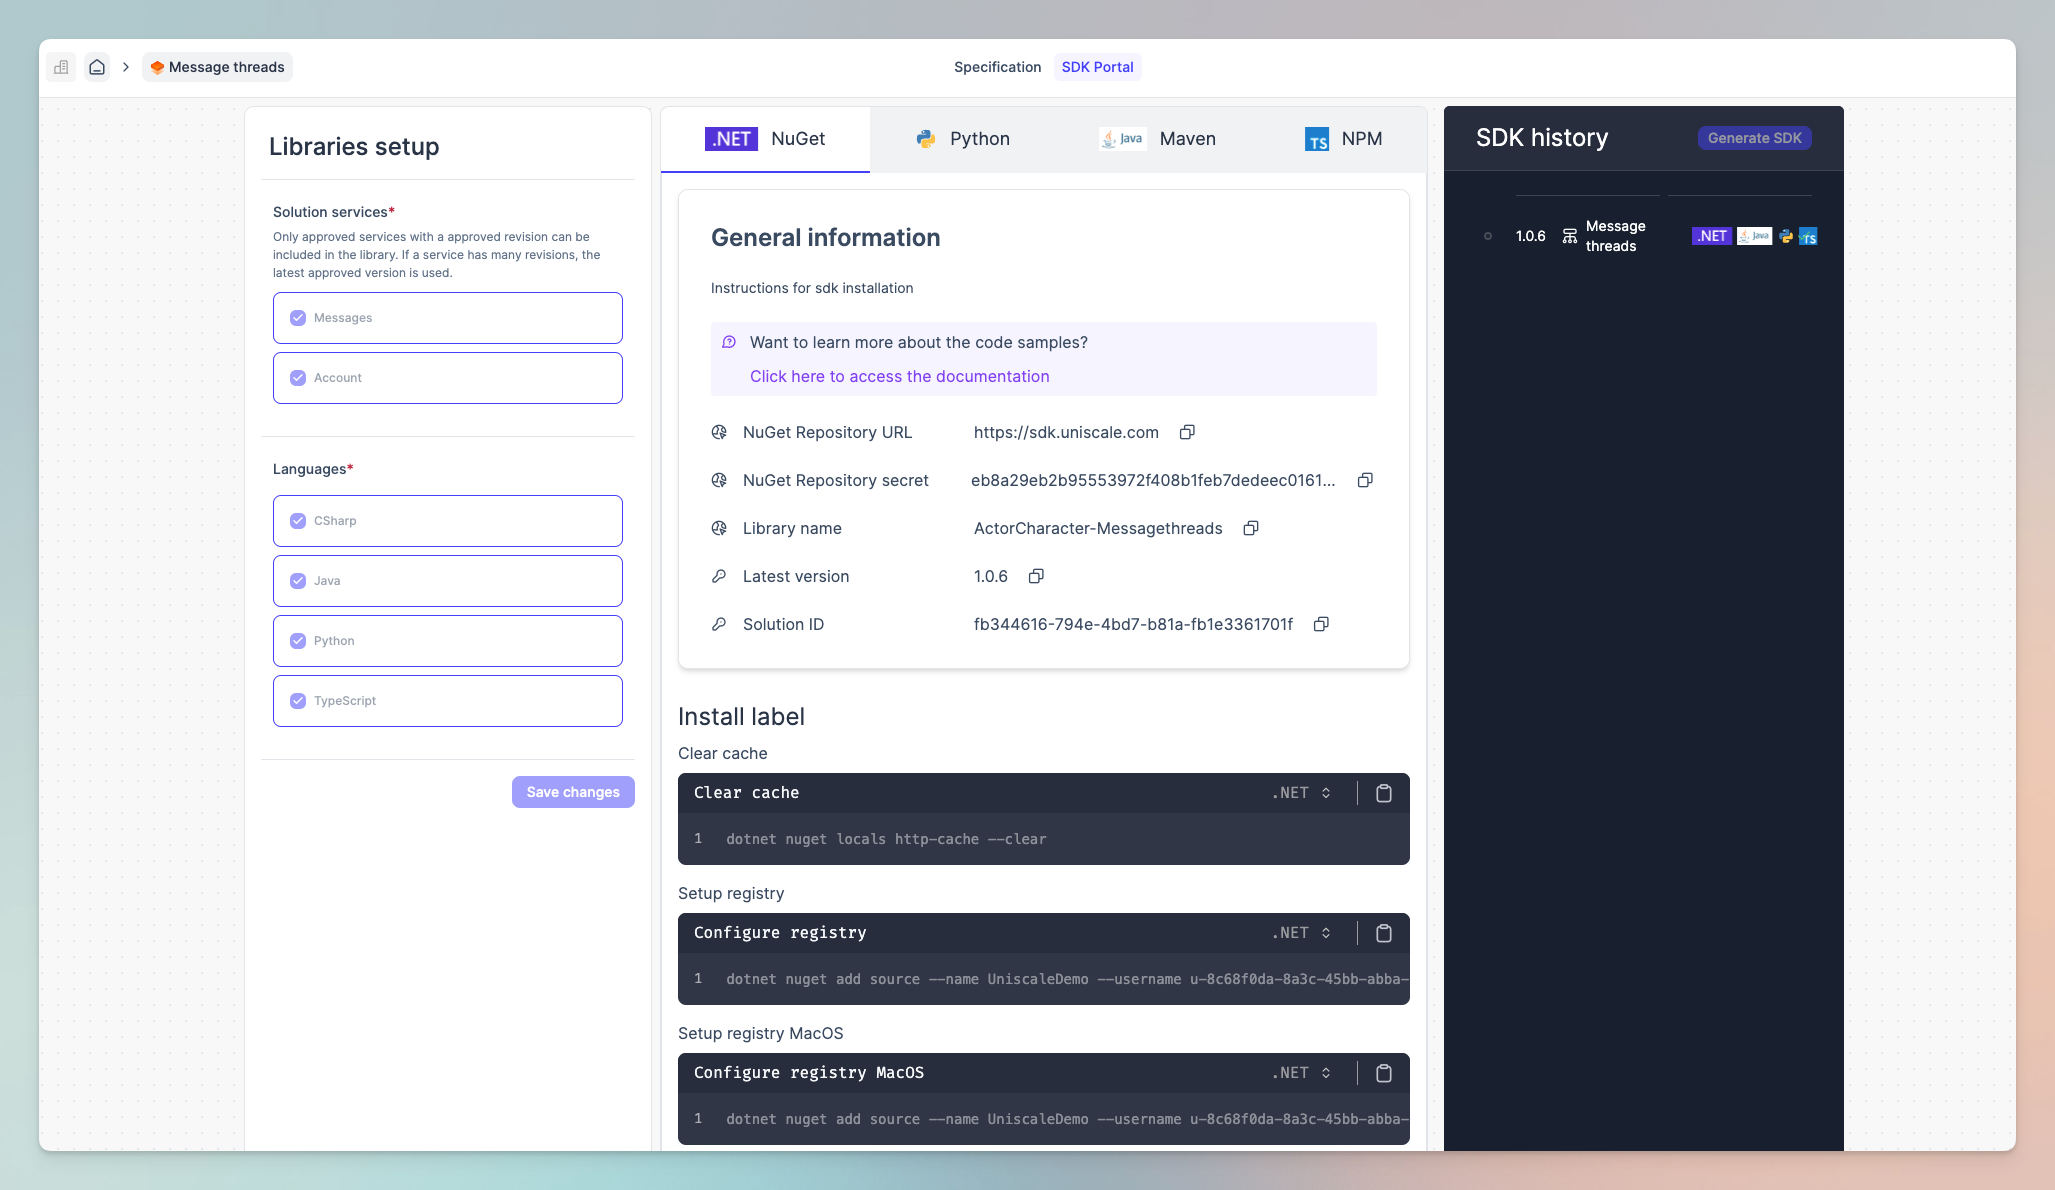 Message threads
Specification
SDK Portal
Libraries setup
Solution services*
Only approved services with a approved revision can be
included in the library. If a service has many revisions, the
latest approved version is used.
Messages
Account
Languages*
CSharp
Java
Python
TypeScript
Save changes
.NET NuGet
Python
Java Maven
TS NPM
General information
Instructions for sdk installation
Want to learn more about the code samples?
Click here to access the documentation
NuGet Repository URL https://sdk.uniscale.com
NuGet Repository secret eb8a29eb2b95553972f408b1feb7dedeec0161...
Library name ActorCharacter-Messagethreads
Latest version 1.0.6
Solution ID fb344616-794e-4bd7-b81a-fb1e3361701f
Install label
Clear cache
Clear cache .NET
1 dotnet nuget locals http-cache --clear
Setup registry
Configure registry .NET
1 dotnet nuget add source --name UniscaleDemo --username u-8c68f0da-8a3c-45bb-abba-
Setup registry MacOS
Configure registry MacOS .NET
1 dotnet nuget add source --name UniscaleDemo --username u-8c68f0da-8a3c-45bb-abba-
SDK history
Generate SDK
1.0.6 Message threads .NET Java TS